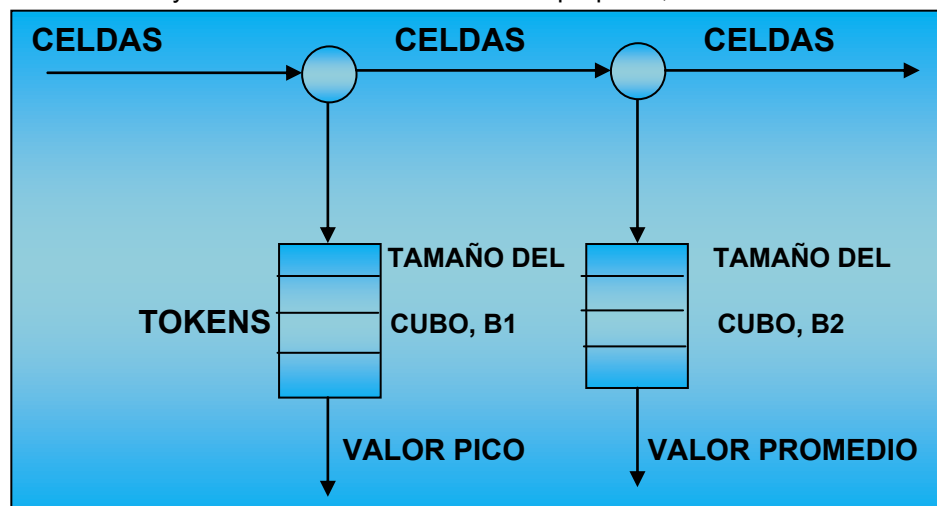 CELDAS CELDAS CELDAS
TAMAÑO DEL TAMAÑO DEL
TOKENS CUBO, B1 CUBO, B2
VALOR PICO VALOR PROMEDIO